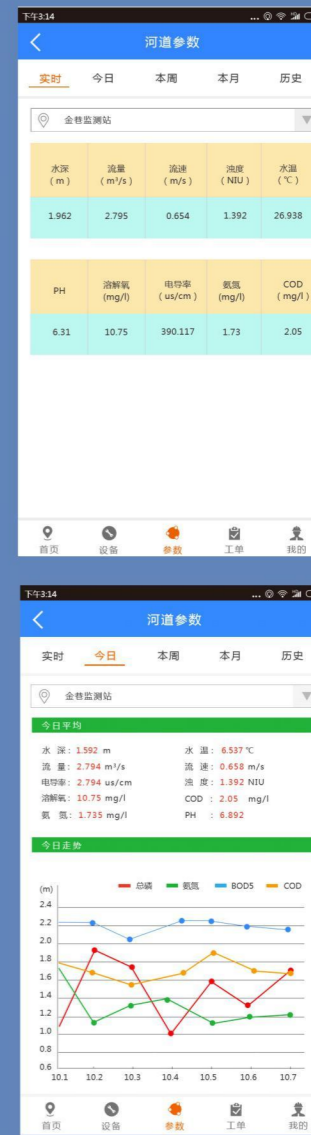 下午3:14
河道参数
实时 今日 本周 本月 历史
金巷监测站
水深 流量 流速 浊度 水温
(m) (m³/s) (m/s) (NIU) (℃)
1.962 2.795 0.654 1.392 26.938
PH 溶解氧 电导率 氨氮 COD
(mg/l) (us/cm) (mg/l) (mg/l)
6.31 10.75 390.117 1.73 2.05
首页 设备 参数 工单 我的
下午3:14
河道参数
实时 今日 本周 本月 历史
金巷监测站
今日平均
水 深: 1.592 m 水 温: 6.537 ℃
流 量: 2.794 m³/s 流 速: 0.658 m/s
电导率: 2.794 us/cm 浊 度: 1.392 NIU
溶解氧: 10.75 mg/l COD : 2.05 mg/l
氨 氮: 1.735 mg/l PH : 6.892
今日走势
(m) 总磷 氨氮 BOD5 COD
2.4
2.2
2.0
1.8
1.6
1.4
1.2
1.0
0.8
0.6
10.1 10.2 10.3 10.4 10.5 10.6 10.7
首页 设备 参数 工单 我的